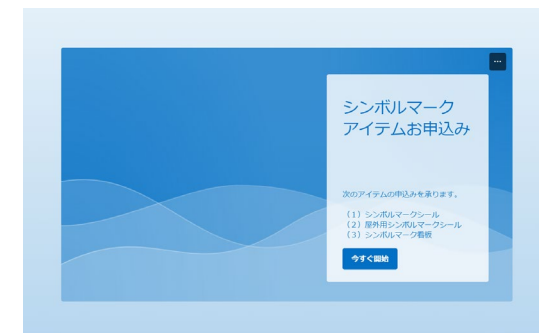 シンボルマーク
アイテムお申込み
次のアイテムの申込みを承ります。
(1)シンボルマークシール
(2)屋外用シンボルマークシール
(3)シンボルマーク看板
今すぐ開始